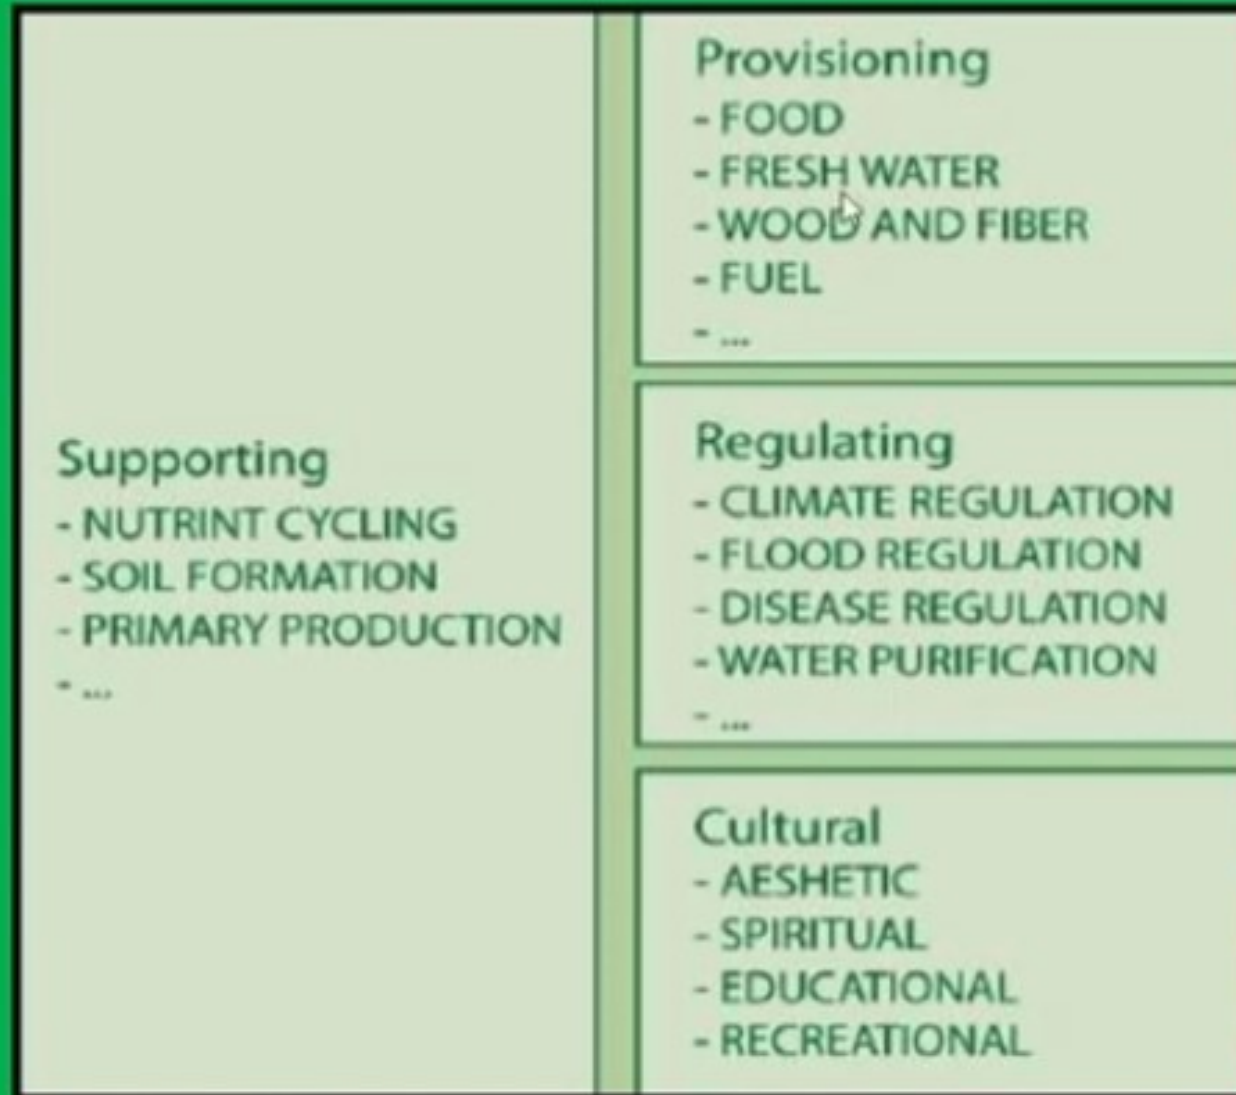 Supporting
- NUTRINT CYCLING
- SOIL FORMATION
- PRIMARY PRODUCTION
- ...
Provisioning
- FOOD
- FRESH WATER
- WOOD AND FIBER
- FUEL
- ...
Regulating
- CLIMATE REGULATION
- FLOOD REGULATION
- DISEASE REGULATION
- WATER PURIFICATION
- ...
Cultural
- AESHETIC
- SPIRITUAL
- EDUCATIONAL
- RECREATIONAL